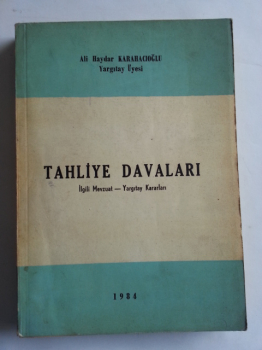 Ali Haydar KARAHACIOĞLU
Yargıtay Üyesi
TAHLİYE DAVALARI
İlgili Mevzuat — Yargıtay Kararları
1984